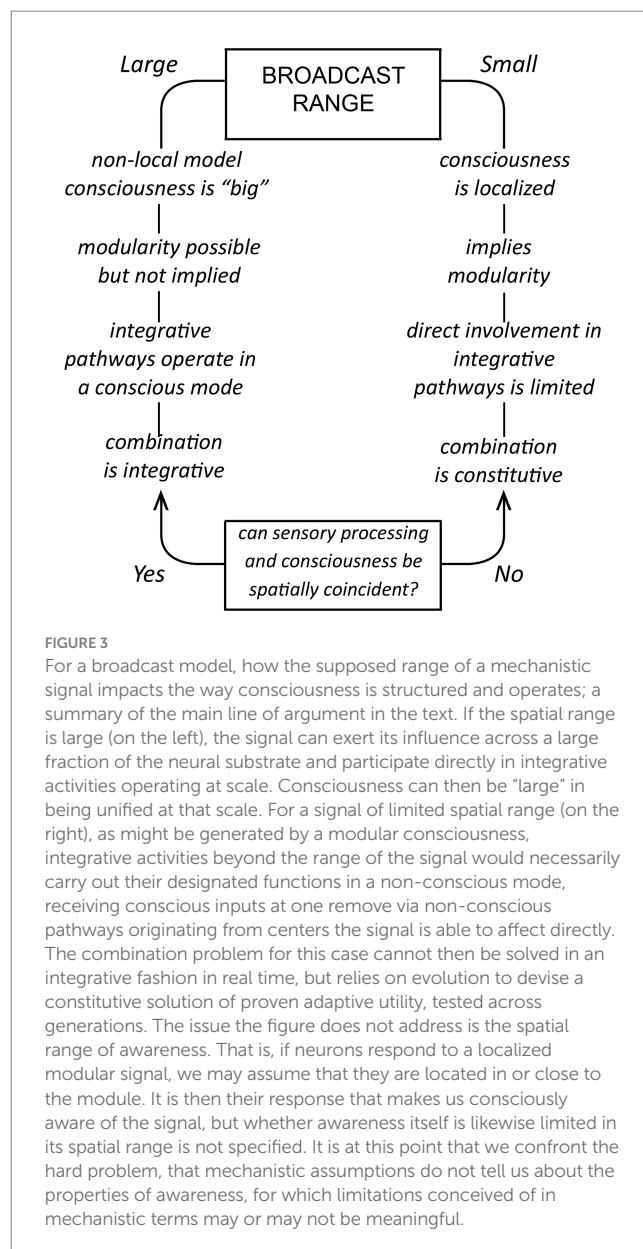 Large
BROADCAST
RANGE
Small
non-local model
consciousness is “big”
modularity possible
but not implied
integrative
pathways operate in
a conscious mode
combination
is integrative
consciousness
is localized
implies
modularity
direct involvement in
integrative
pathways is limited
combination
is constitutive
Yes
can sensory processing
and consciousness be
spatially coincident?
No
FIGURE 3
For a broadcast model, how the supposed range of a mechanistic
signal impacts the way consciousness is structured and operates; a
summary of the main line of argument in the text. If the spatial range
is large (on the left), the signal can exert its influence across a large
fraction of the neural substrate and participate directly in integrative
activities operating at scale. Consciousness can then be “large” in
being unified at that scale. For a signal of limited spatial range (on the
right), as might be generated by a modular consciousness,
integrative activities beyond the range of the signal would necessarily
carry out their designated functions in a non-conscious mode,
receiving conscious inputs at one remove via non-conscious
pathways originating from centers the signal is able to affect directly.
The combination problem for this case cannot then be solved in an
integrative fashion in real time, but relies on evolution to devise a
constitutive solution of proven adaptive utility, tested across
generations. The issue the figure does not address is the spatial
range of awareness. That is, if neurons respond to a localized
modular signal, we may assume that they are located in or close to
the module. It is then their response that makes us consciously
aware of the signal, but whether awareness itself is likewise limited in
its spatial range is not specified. It is at this point that we confront the
hard problem, that mechanistic assumptions do not tell us about the
properties of awareness, for which limitations conceived of in
mechanistic terms may or may not be meaningful.